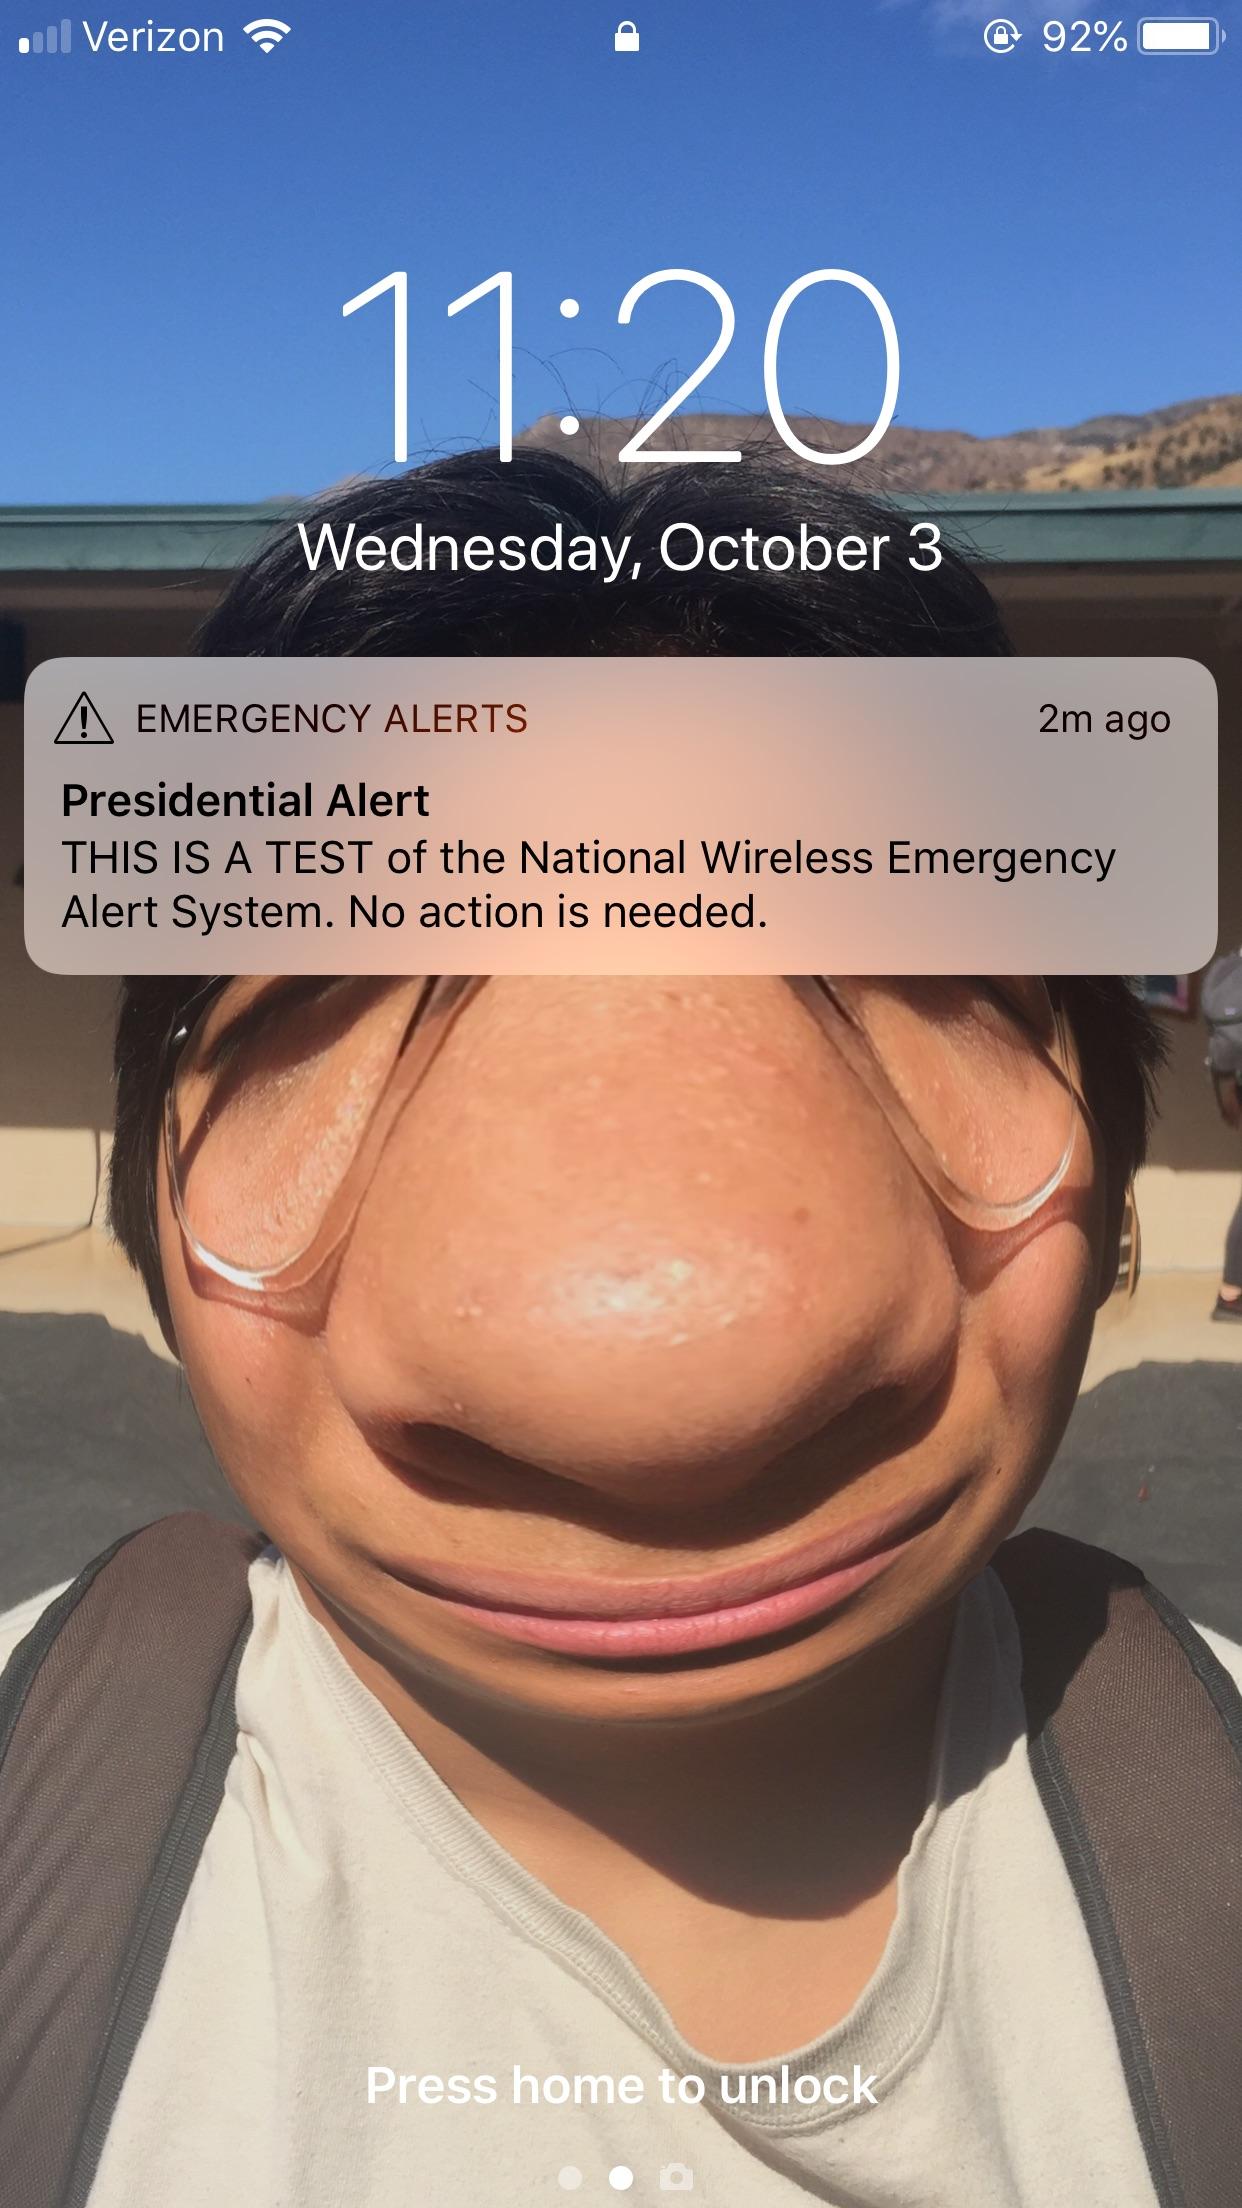 Verizon 92%
11:20
Wednesday, October 3
EMERGENCY ALERTS 2m ago
Presidential Alert
THIS IS A TEST of the National Wireless Emergency
Alert System. No action is needed.
Press home to unlock